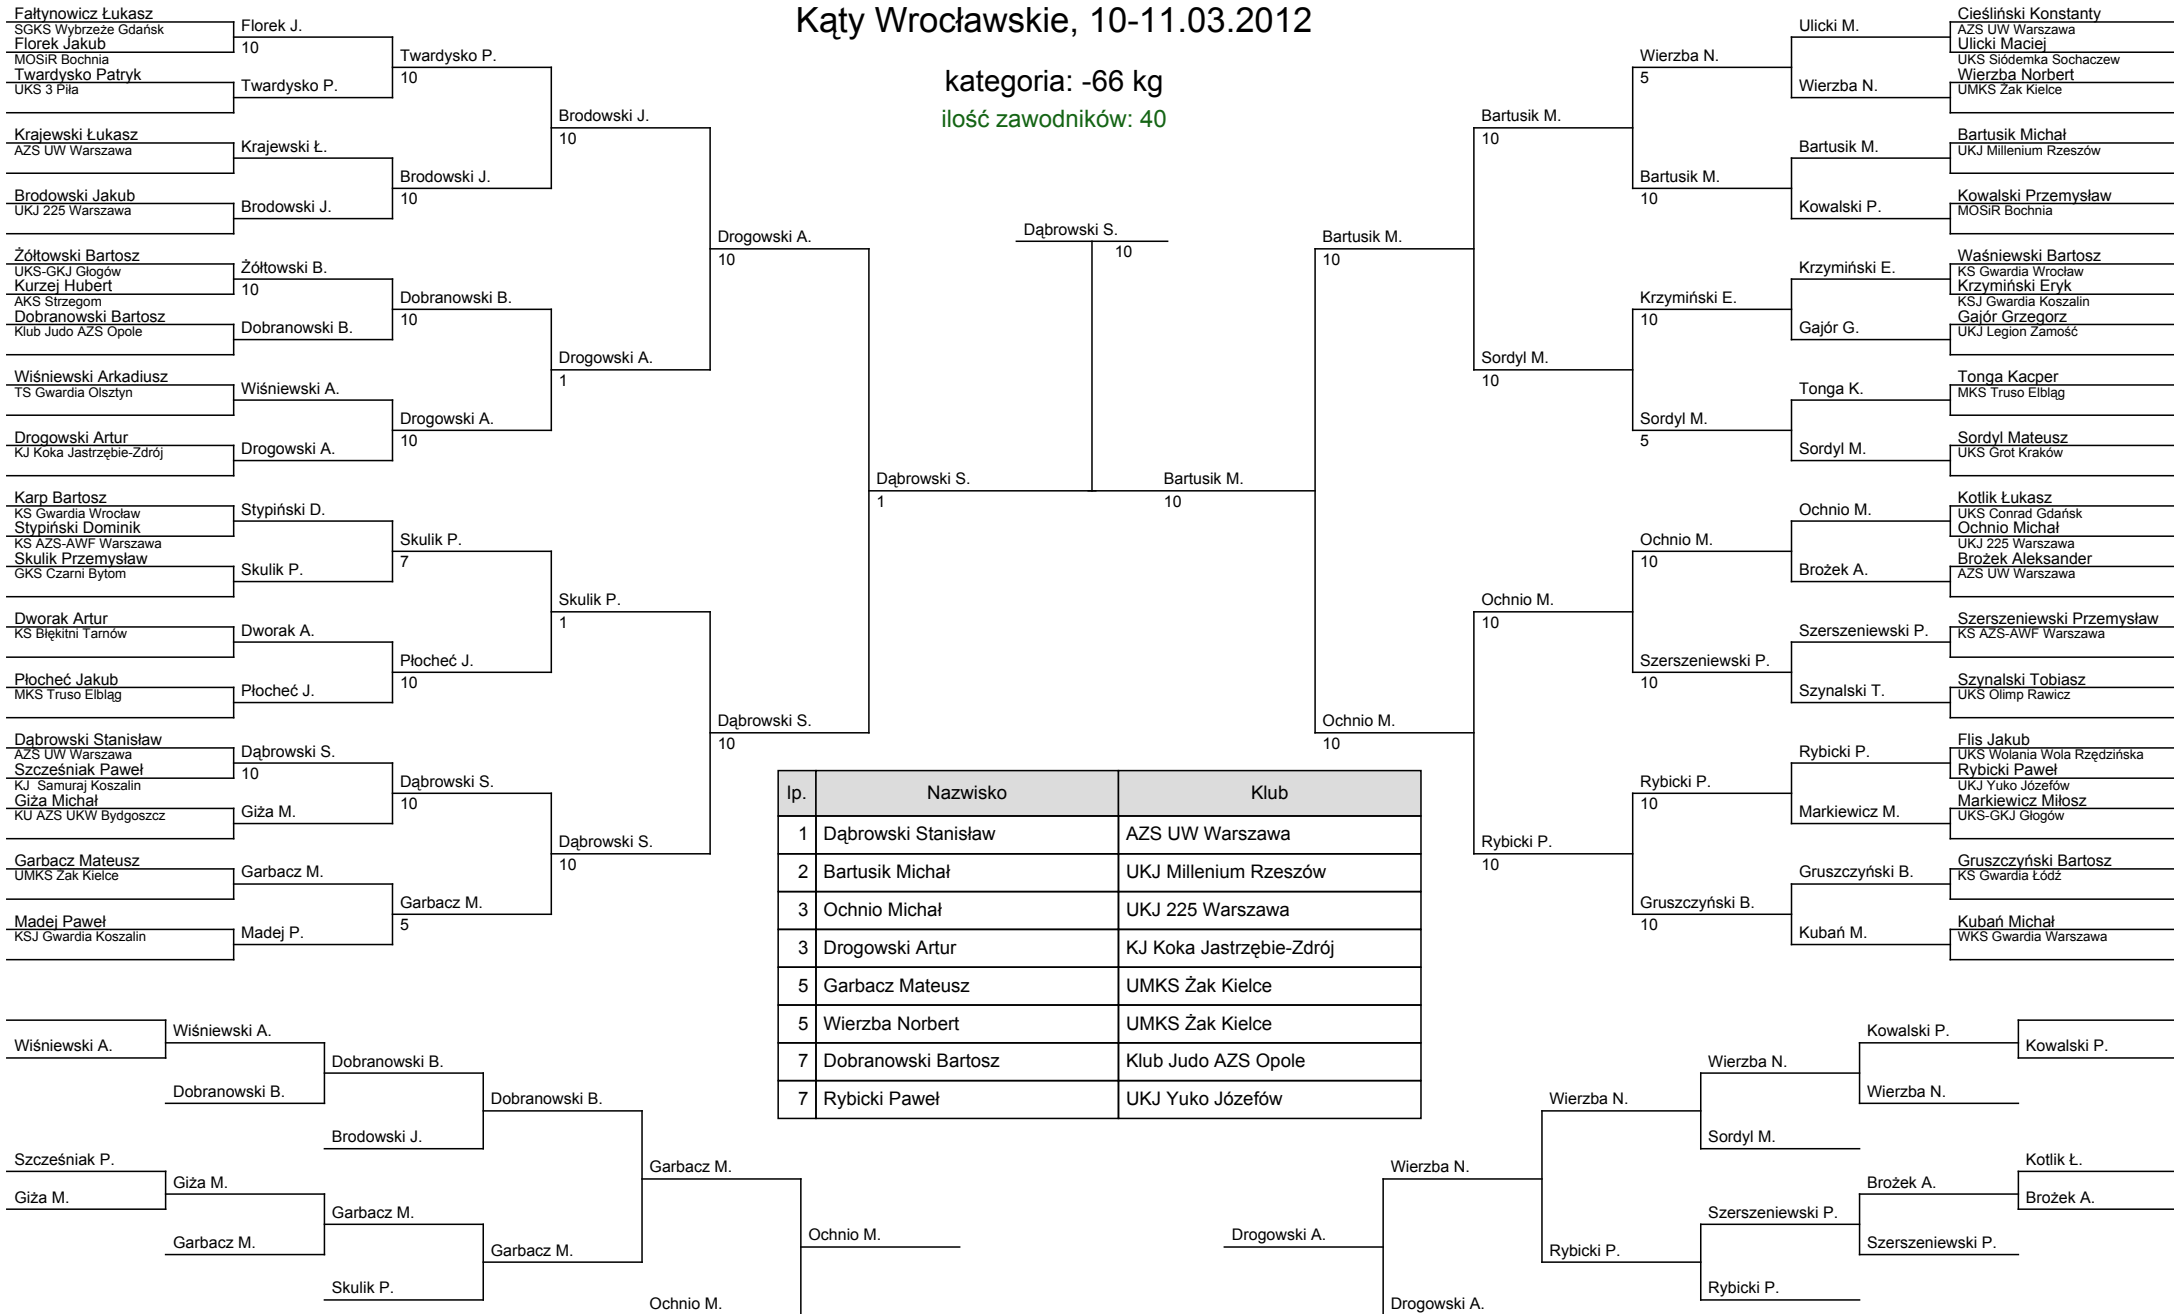 Kąty Wrocławskie, 10-11.03.2012
kategoria: -66 kg
ilość zawodników: 40
Fałtynowicz Łukasz
SGKS Wybrzeże Gdańsk
Florek Jakub
MOSiR Bochnia
Twardysko Patryk
UKS 3 Piła
Krajewski Łukasz
AZS UW Warszawa
Brodowski Jakub
UKJ 225 Warszawa
Żółtowski Bartosz
UKS-GKJ Głogów
Kurzej Hubert
AKS Strzegom
Dobranowski Bartosz
Klub Judo AZS Opole
Wiśniewski Arkadiusz
TS Gwardia Olsztyn
Drogowski Artur
KJ Koka Jastrzębie-Zdrój
Karp Bartosz
KS Gwardia Wrocław
Stypiński Dominik
KS AZS-AWF Warszawa
Skulik Przemysław
GKS Czarni Bytom
Dworak Artur
KS Błękitni Tarnów
Płocheć Jakub
MKS Truso Elbląg
Dąbrowski Stanisław
AZS UW Warszawa
Szcześniak Paweł
KJ Samuraj Koszalin
Giża Michał
KU AZS UKW Bydgoszcz
Garbacz Mateusz
UMKS Żak Kielce
Madej Paweł
KSJ Gwardia Koszalin
Florek J.
10
Twardysko P.
Krajewski Ł.
Brodowski J.
Żółtowski B.
10
Dobranowski B.
Wiśniewski A.
Drogowski A.
Stypiński D.
Skulik P.
Dworak A.
Płocheć J.
Dąbrowski S.
10
Giża M.
Garbacz M.
Madej P.
Twardysko P.
10
Brodowski J.
10
Dobranowski B.
10
Drogowski A.
10
Skulik P.
7
Płocheć J.
10
Dąbrowski S.
10
Garbacz M.
5
Brodowski J.
10
Drogowski A.
1
Skulik P.
1
Dąbrowski S.
10
Drogowski A.
10
Dąbrowski S.
10
Dąbrowski S.
1
Dąbrowski S.
10
Bartusik M.
10
Bartusik M.
10
Ochnio M.
10
Bartusik M.
10
Sordyl M.
10
Ochnio M.
10
Rybicki P.
10
Wierzba N.
5
Bartusik M.
10
Krzymiński E.
10
Sordyl M.
5
Ochnio M.
10
Szerszeniewski P.
10
Rybicki P.
10
Gruszczyński B.
10
Ulicki M.
Wierzba N.
Bartusik M.
Kowalski P.
Krzymiński E.
Gajór G.
Tonga K.
Sordyl M.
Ochnio M.
Brożek A.
Szerszeniewski P.
Szynalski T.
Rybicki P.
Markiewicz M.
Gruszczyński B.
Kubań M.
Cieśliński Konstanty
AZS UW Warszawa
Ulicki Maciej
UKS Siódemka Sochaczew
Wierzba Norbert
UMKS Żak Kielce
Bartusik Michał
UKJ Millenium Rzeszów
Kowalski Przemysław
MOSiR Bochnia
Waśniewski Bartosz
KS Gwardia Wrocław
Krzymiński Eryk
KSJ Gwardia Koszalin
Gajór Grzegorz
UKJ Legion Zamość
Tonga Kacper
MKS Truso Elbląg
Sordyl Mateusz
UKS Grot Kraków
Kotlik Łukasz
UKS Conrad Gdańsk
Ochnio Michał
UKJ 225 Warszawa
Brożek Aleksander
AZS UW Warszawa
Szerszeniewski Przemysław
KS AZS-AWF Warszawa
Szynalski Tobiasz
UKS Olimp Rawicz
Flis Jakub
UKS Wolania Wola Rzędzińska
Rybicki Paweł
UKJ Yuko Józefów
Markiewicz Miłosz
UKS-GKJ Głogów
Gruszczyński Bartosz
KS Gwardia Łódź
Kubań Michał
WKS Gwardia Warszawa
lp. Nazwisko Klub
1 Dąbrowski Stanisław AZS UW Warszawa
2 Bartusik Michał UKJ Millenium Rzeszów
3 Ochnio Michał UKJ 225 Warszawa
3 Drogowski Artur KJ Koka Jastrzębie-Zdrój
5 Garbacz Mateusz UMKS Żak Kielce
5 Wierzba Norbert UMKS Żak Kielce
7 Dobranowski Bartosz Klub Judo AZS Opole
7 Rybicki Paweł UKJ Yuko Józefów
Wiśniewski A.
Szcześniak P.
Giża M.
Wiśniewski A.
Dobranowski B.
Giża M.
Garbacz M.
Dobranowski B.
Brodowski J.
Garbacz M.
Skulik P.
Dobranowski B.
Garbacz M.
Garbacz M.
Ochnio M.
Ochnio M.
Drogowski A.
Wierzba N.
Drogowski A.
Wierzba N.
Rybicki P.
Wierzba N.
Sordyl M.
Szerszeniewski P.
Rybicki P.
Kowalski P.
Wierzba N.
Brożek A.
Szerszeniewski P.
Kowalski P.
Kotlik Ł.
Brożek A.